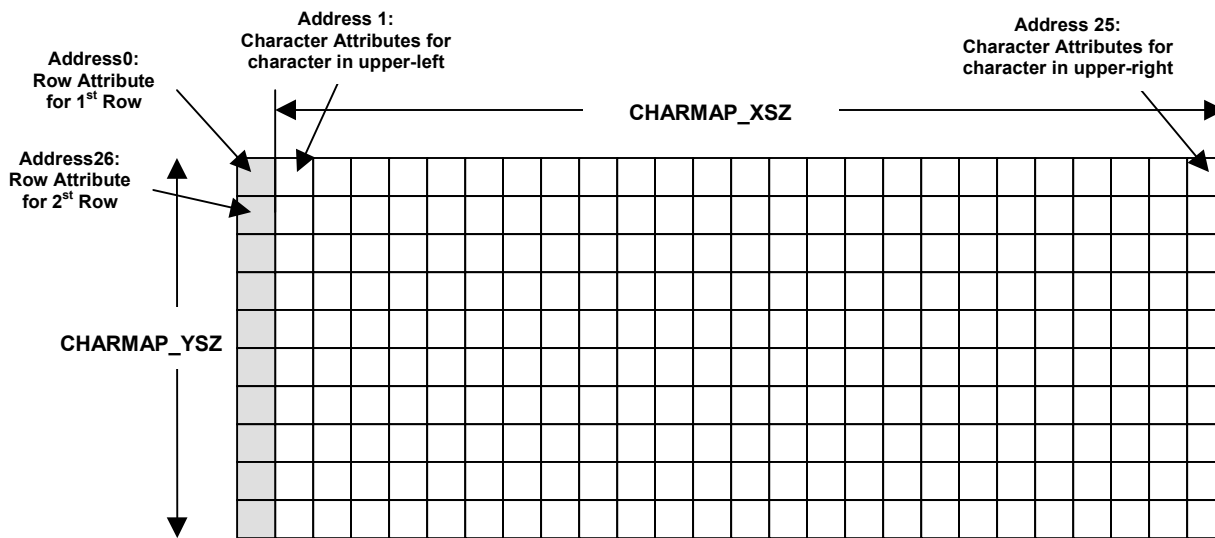 Address 1:
Character Attributes for
character in upper-left
Address 25:
Character Attributes for
character in upper-right
Address0:
Row Attribute
for 1st Row
CHARMAP_XSZ
Address26:
Row Attribute
for 2st Row
CHARMAP_YSZ